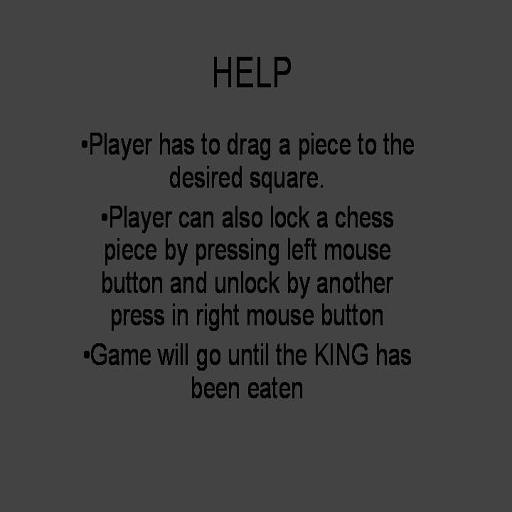 HELP
•Player has to drag a piece to the
desired square.
•Player can also lock a chess
piece by pressing left mouse
button and unlock by another
press in right mouse button
•Game will go until the KING has
been eaten